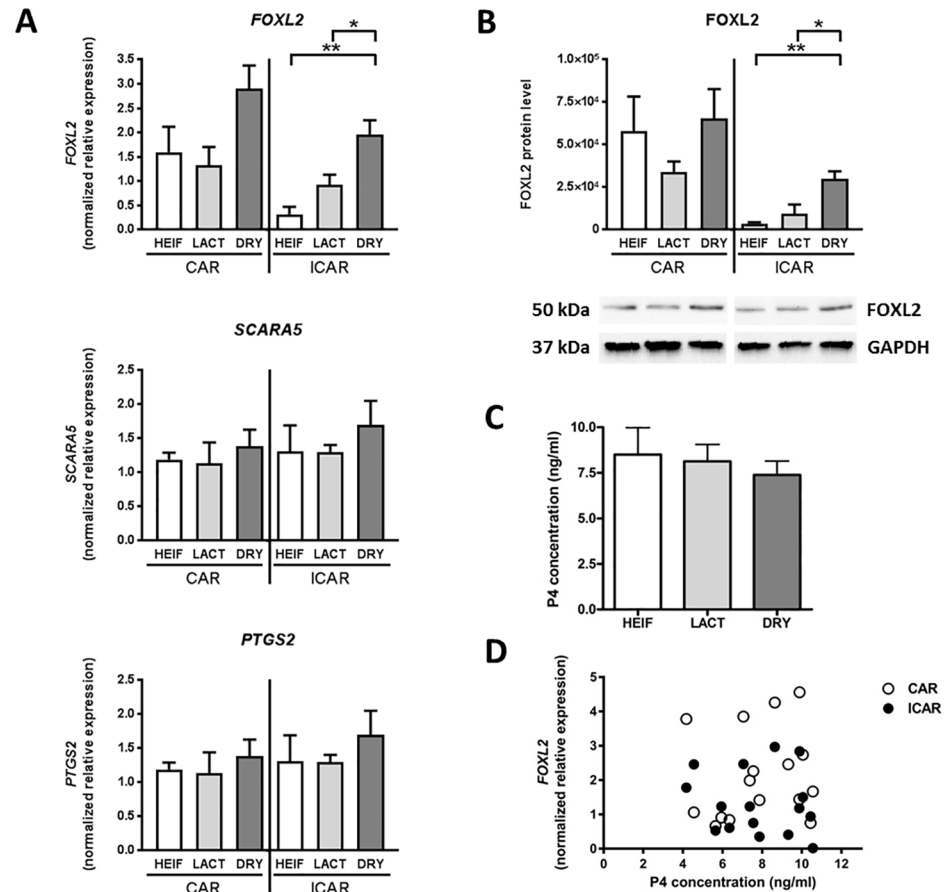 A
FOXL2
*
**
FOXL2
(normalized relative expression)
3.5
3.0
2.5
2.0
1.5
1.0
0.5
0.0
HEIF LACT DRY HEIF LACT DRY
CAR ICAR
SCARA5
SCARA5
(normalized relative expression)
2.5
2.0
1.5
1.0
0.5
0.0
HEIF LACT DRY HEIF LACT DRY
CAR ICAR
PTGS2
PTGS2
(normalized relative expression)
2.5
2.0
1.5
1.0
0.5
0.0
HEIF LACT DRY HEIF LACT DRY
CAR ICAR
B
FOXL2
*
**
FOXL2 protein level
1.0×10⁵
7.5×10⁴
5.0×10⁴
2.5×10⁴
0
HEIF LACT DRY HEIF LACT DRY
CAR ICAR
50 kDa FOXL2
37 kDa GAPDH
C
P4 concentration (ng/ml)
10.0
7.5
5.0
2.5
0.0
HEIF LACT DRY
D
FOXL2
(normalized relative expression)
5
4
3
2
1
0
0 2 4 6 8 10 12
P4 concentration (ng/ml)
CAR
ICAR